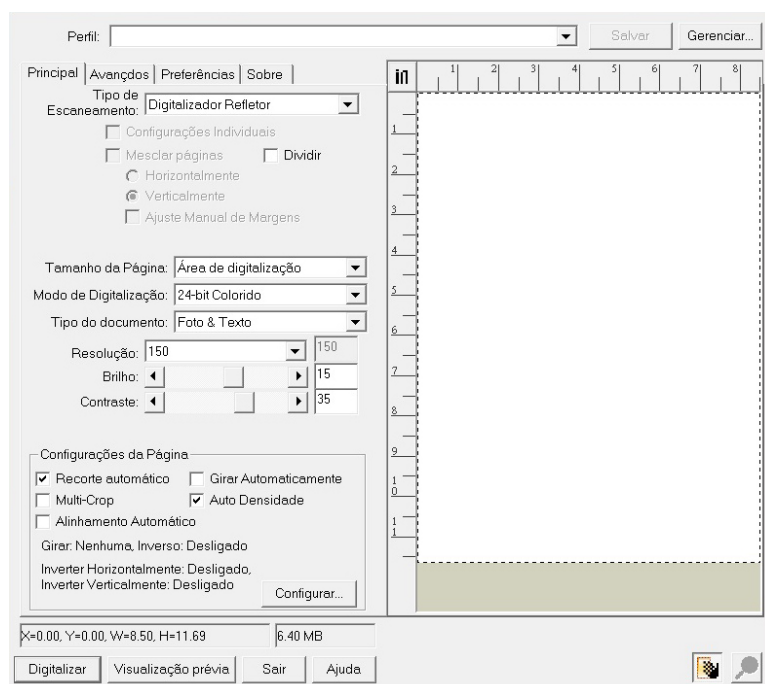 Perfil:
Salvar
Gerenciar...
Principal Avançdos Preferências Sobre
Tipo de
Escaneamento: Digitalizador Refletor
Configurações Individuais
Mesclar páginas Dividir
Horizontalmente
Verticalmente
Ajuste Manual de Margens
Tamanho da Página: Área de digitalização
Modo de Digitalização: 24-bit Colorido
Tipo do documento: Foto & Texto
Resolução: 150 150
Brilho: 15
Contraste: 35
Configurações da Página
Recorte automático Girar Automaticamente
Multi-Crop Auto Densidade
Alinhamento Automático
Girar: Nenhuma, Inverso: Desligado
Inverter Horizontalmente: Desligado,
Inverter Verticalmente: Desligado
Configurar...
in 1 2 3 4 5 6 7 8
1
2
3
4
5
6
7
8
9
10
11
X=0.00, Y=0.00, W=8.50, H=11.69 6.40 MB
Digitalizar Visualização prévia Sair Ajuda